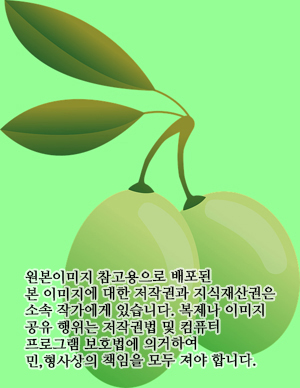 원본이미지 참고용으로 배포된
본 이미지에 대한 저작권과 지식재산권은
소속 작가에게 있습니다. 복제나 이미지
공유 행위는 저작권법 및 컴퓨터
프로그램 보호법에 의거하여
민,형사상의 책임을 모두 져야 합니다.